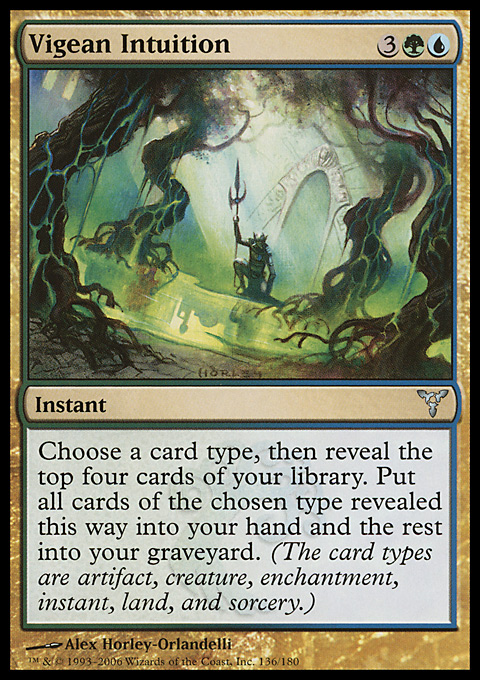 Vigean Intuition 3
HORLEY
Instant
Choose a card type, then reveal the
top four cards of your library. Put
all cards of the chosen type revealed
this way into your hand and the rest
into your graveyard. (The card types
are artifact, creature, enchantment,
instant, land, and sorcery.)
Alex Horley-Orlandelli
™ & © 1993–2006 Wizards of the Coast, Inc. 136/180